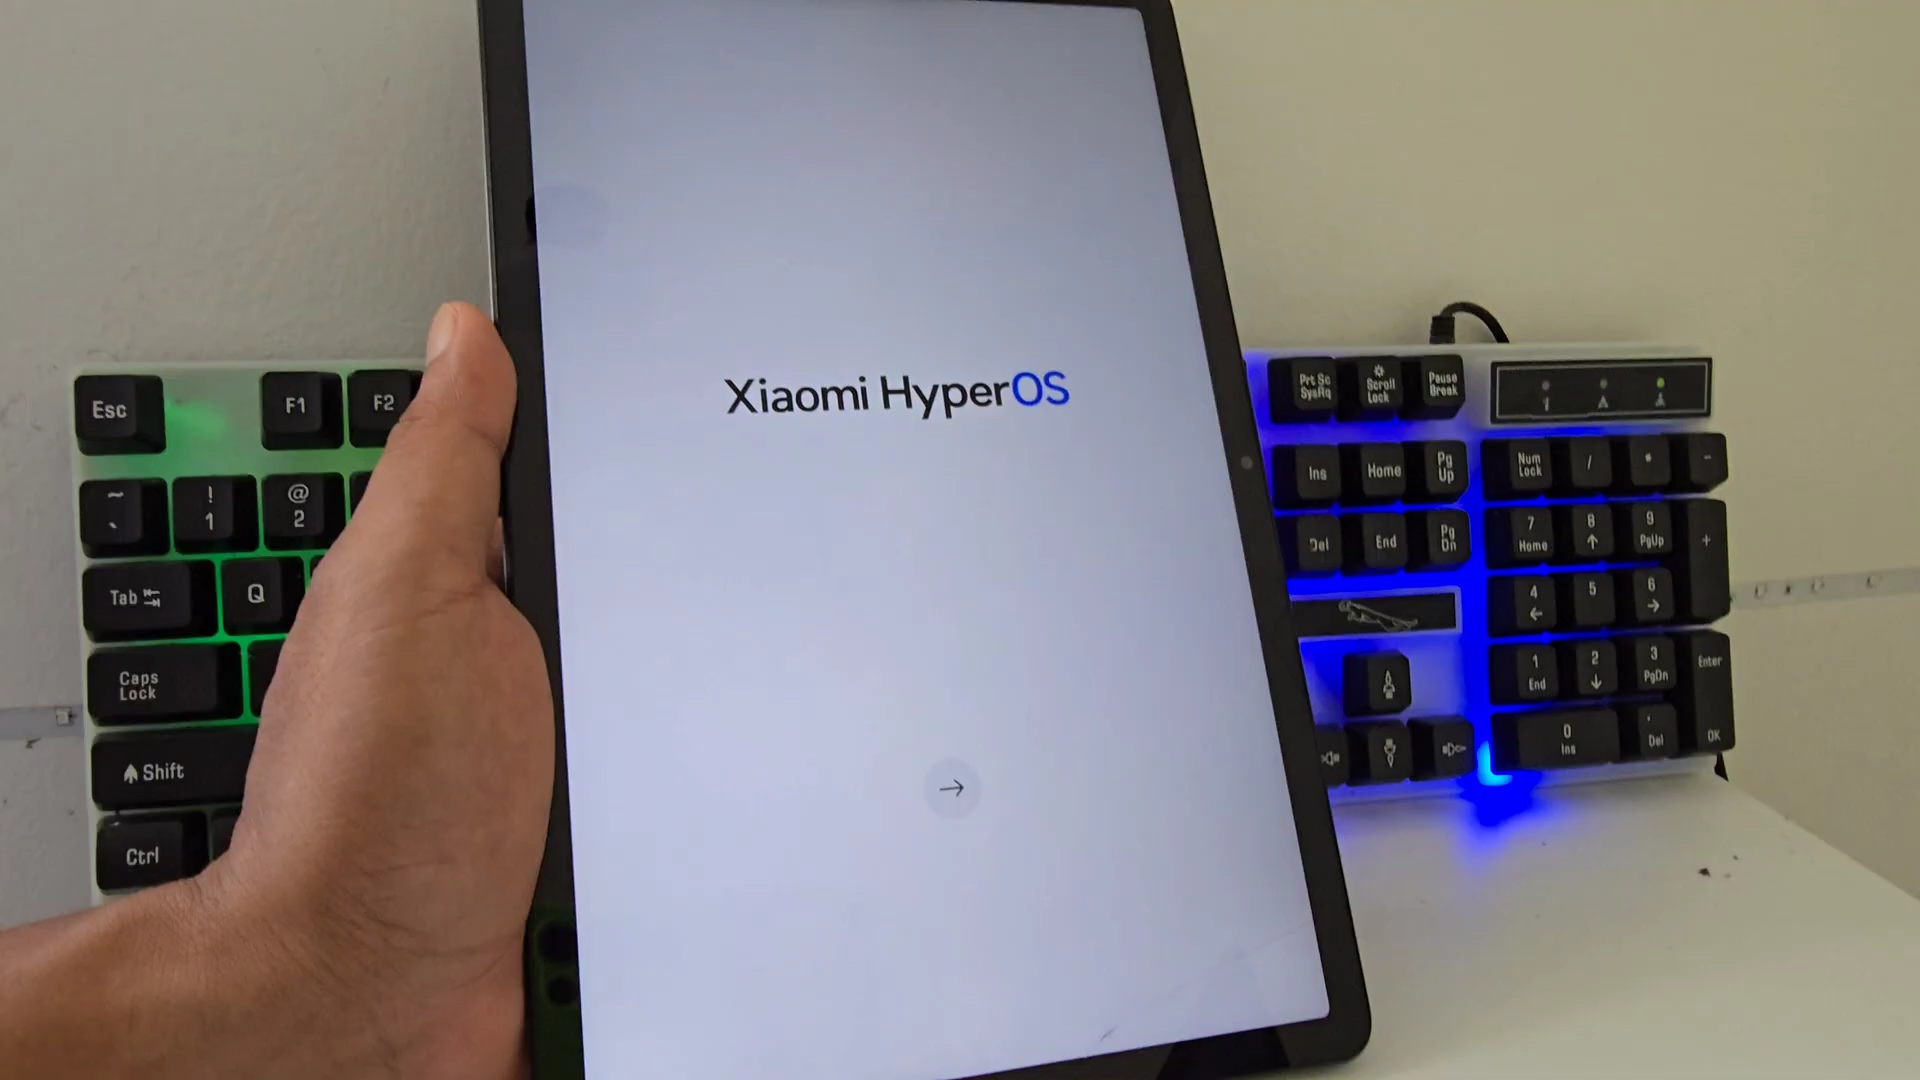 Xiaomi HyperOS
→
Esc
F1
F2
~
`
!
1
@
2
Tab
Q
Caps
Lock
Shift
Ctrl
Prt Sc
SysRq
Scroll
Lock
Pause
Break
Ins
Home
Pg
Up
Del
End
Pg
Dn
1
A
Num
Lock
/
*
-
7
Home
8
↑
9
PgUp
+
4
←
5
6
→
1
End
2
↓
3
PgDn
Enter
OK
0
Ins
.
Del